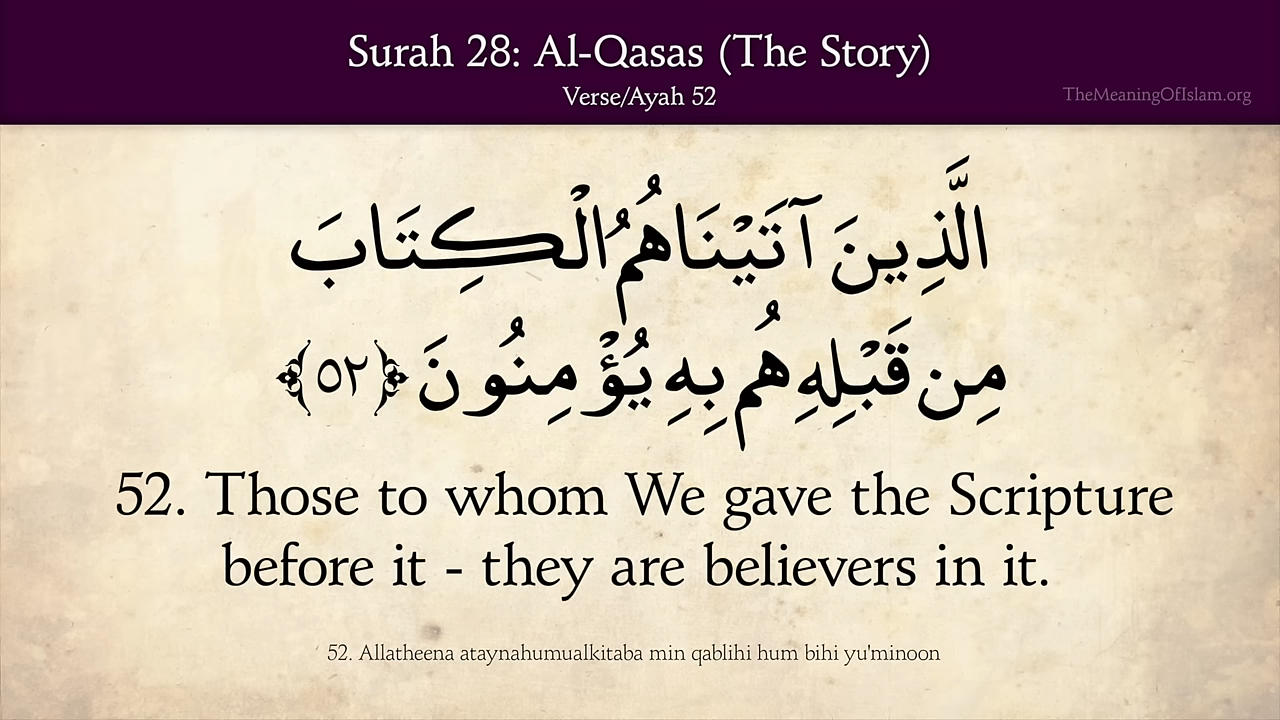 Surah 28: Al-Qasas (The Story)
Verse/Ayah 52
TheMeaningOfIslam.org
الَّذِينَ آتَيْنَاهُمُ الْكِتَابَ
مِن قَبْلِهِ هُم بِهِ يُؤْمِنُونَ ﴿٥٢﴾
52. Those to whom We gave the Scripture
before it - they are believers in it.
52. Allatheena ataynahumualkitaba min qablihi hum bihi yu'minoon